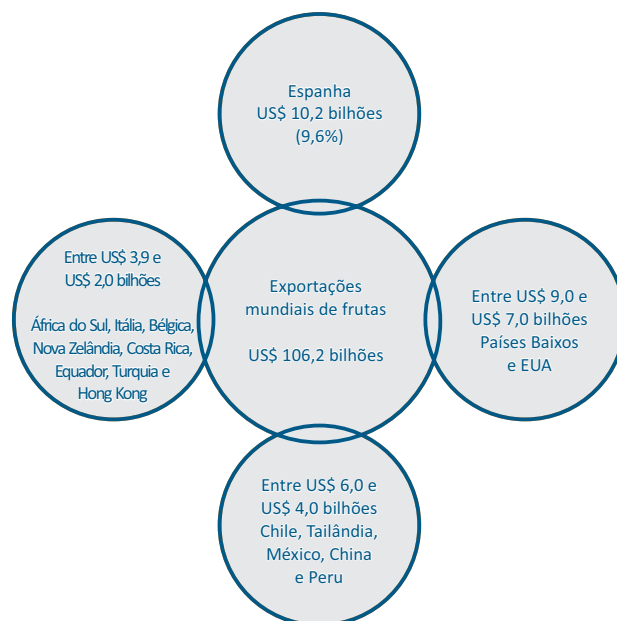 Espanha
US$ 10,2 bilhões
(9,6%)
Entre US$ 3,9 e
US$ 2,0 bilhões
África do Sul, Itália, Bélgica,
Nova Zelândia, Costa Rica,
Equador, Turquia e
Hong Kong
Exportações
mundiais de frutas
US$ 106,2 bilhões
Entre US$ 9,0 e
US$ 7,0 bilhões
Países Baixos
e EUA
Entre US$ 6,0 e
US$ 4,0 bilhões
Chile, Tailândia,
México, China
e Peru